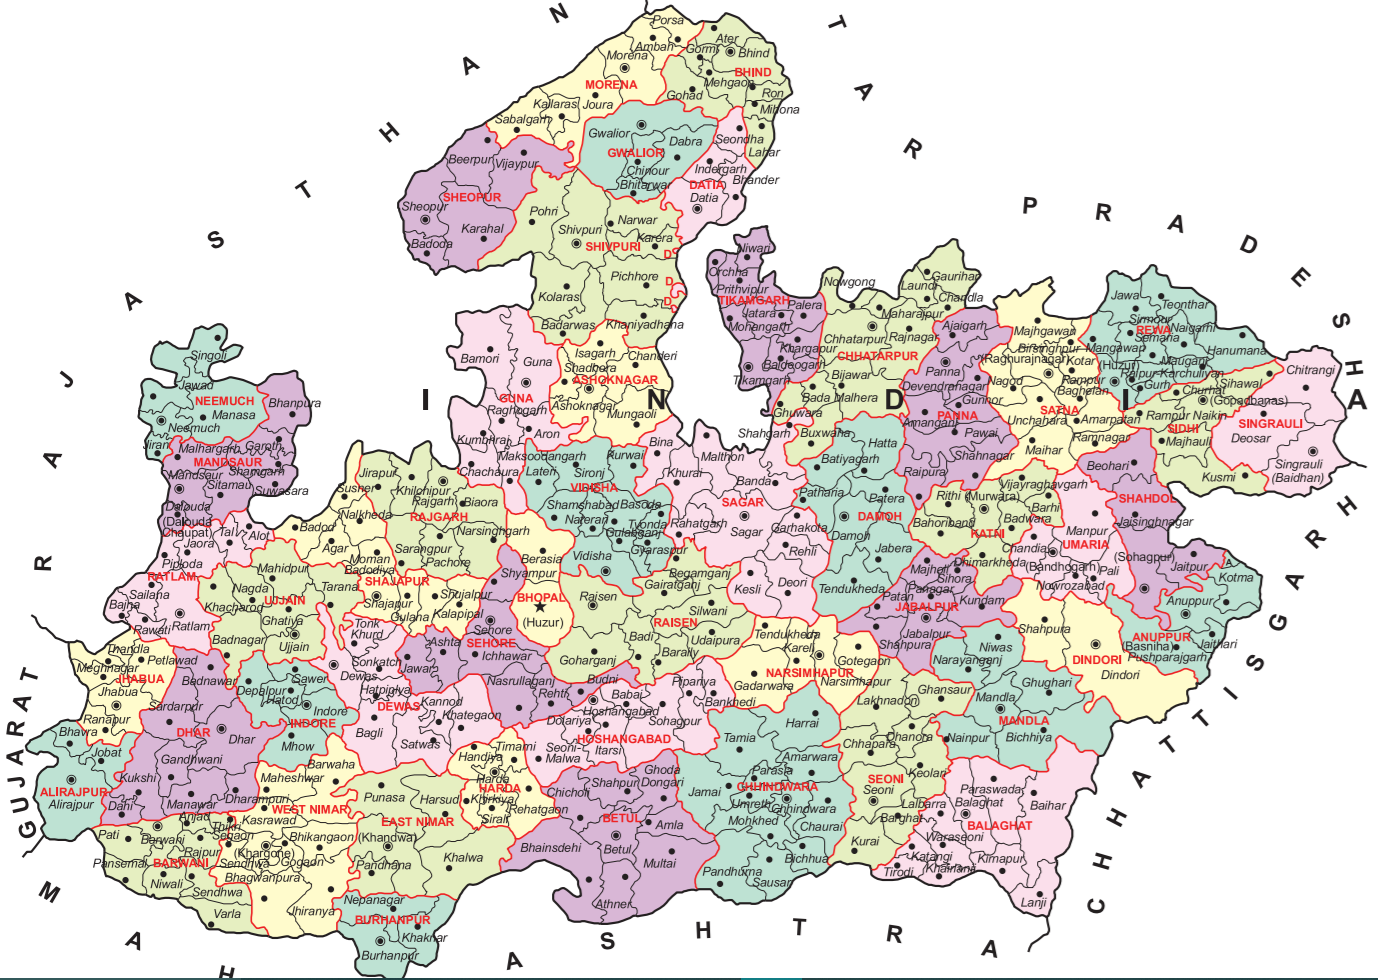 RAJASTHAN
UTTAR PRADESH
INDIA
GUJARAT
MAHARASHTRA
CHHATTISGARH
Porsa
Ambah
Morena
MORENA
Joura
Kallaras
Sabalgarh
Ater
Gormi
Bhind
BHIND
Mehgaon
Gohad
Ron
Mihona
Lahar
Gwalior
GWALIOR
Dabra
Chinour
Bhitarwar
Seondha
Indergarh
DATIA
Bhander
Datia
Beerpur
Vijaypur
SHEOPUR
Sheopur
Karahal
Badoda
Pohri
Narwar
Shivpuri
SHIVPURI
Karera
D
D
D
Pichhore
Kolaras
Badarwas
Khaniyadhana
Bamori
Guna
GUNA
Raghogarh
Aron
Kumbhraj
Chachaura
Maksoodangarh
Isagarh
Chanderi
Shadhora
ASHOKNAGAR
Ashoknagar
Mungaoli
Niwari
Orchha
Prithvipur
TIKAMGARH
Palera
Jatara
Mohangarh
Khargapur
Baldeogarh
Tikamgarh
Nowgong
Gaurihar
Laundi
Chandla
Maharajpur
Chhatarpur
Rajnagar
CHHATARPUR
Bijawar
Bada Malhera
Ghuwara
Buxwaha
Ajaigarh
Panna
Devendranagar
Gunnor
PANNA
Amanganj
Pawai
Shahnagar
Raipura
Majhgawan
Birsinghpur
(Raghurajnagar)
Kotar
Nagod
Rampur
Baghelan
SATNA
Unchahara
Amarpatan
Ramnagar
Maihar
Jawa
Teonthar
Sirmour
REWA
Naigarhi
Semaria
Mangawan
Hanumana
(Huzur)
Mauganj
Raipur-Karchuliyan
Gurh
Churhat
Sihawal
(Gopadbanas)
Rampur Naikin
SIDHI
Majhauli
Kusmi
Chitrangi
SINGRAULI
Deosar
Singrauli
(Baidhan)
Singoli
Jawad
NEEMUCH
Manasa
Neemuch
Jiran
Bhanpura
Malhargarh
Garoth
MANDSAUR
Shamgarh
Mandsaur
Sitamau
Suwasara
Daluda
(Dalouda
Chaupati)
Tal
Alot
Jaora
Piploda
RATLAM
Sailana
Bajna
Rawati
Ratlam
Mahidpur
Nagda
UJJAIN
Khacharod
Ghatiya
Badnagar
Ujjain
Tarana
Susner
Nalkheda
Badod
Agar
Moman
Badodiya
SHAJAPUR
Shajapur
Shujalpur
Gulaha
Kalapipal
Jirapur
Khilchipur
Rajgarh
Biaora
RAJGARH
Narsinghgarh
Sarangpur
Pachore
Lateri
Sironj
Kurwai
VIDISHA
Shamshabad
Basoda
Nateran
Tyonda
Gulabganj
Gyaraspur
Vidisha
Bina
Malthon
Khurai
Shahgarh
Banda
SAGAR
Rahatgarh
Sagar
Garhakota
Rehli
Kesli
Deori
Hatta
Batiyagarh
Patharia
Patera
DAMOH
Damoh
Jabera
Tendukheda
Rithi
(Murwara)
Vijayraghavgarh
Barhi
Bahoriband
Badwara
KATNI
Dhimarkheda
Beohari
SHAHDOL
Jaisinghnagar
(Sohagpur)
Jaitpur
Manpur
Chandia
UMARIA
(Bandhogarh)
Pali
Nowrozabad
Kotma
Anuppur
ANUPPUR
Jaithari
(Basniha)
Pushparajgarh
Berasia
BHOPAL
(Huzur)
Shyampur
Sehore
SEHORE
Ashta
Jawar
Ichhawar
Nasrullaganj
Rehti
Budni
Begamganj
Gairatganj
Raisen
Silwani
RAISEN
Badi
Udaipura
Goharganj
Baraily
Tendukheda
Kareli
Gotegaon
NARSIMHAPUR
Narsimhapur
Gadarwara
Majholi
Sihora
Panagar
Patan
Kundam
JABALPUR
Jabalpur
Shahpura
Shahpura
DINDORI
Dindori
Niwas
Narayanganj
Ghughari
Mandla
MANDLA
Nainpur
Bichhiya
Thandla
Petlawad
Meghnagar
JHABUA
Jhabua
Ranapur
Bhavra
Jobat
ALIRAJPUR
Alirajpur
Badnawar
Sardarpur
DHAR
Dhar
Gandhwani
Kukshi
Dahi
Manawar
Dharampuri
Depalpur
Sawer
Hatod
Indore
INDORE
Mhow
Tonk
Khurd
Sonkatch
Dewas
Hatpiplya
DEWAS
Kannod
Bagli
Khategaon
Satwas
Timarni
Handiya
Harda
HARDA
Khirkiya
Rehatgaon
Sirali
Babai
Pipariya
Hoshangabad
Bankhedi
Dolariya
Sohagpur
HOSHANGABAD
Seoni-
Malwa
Itarsi
Barwaha
Maheshwar
WEST NIMAR
Kasrawad
Bhikangaon
(Khargone)
Segaon
Gogaon
Bhagwanpura
Jhiranya
Punasa
Harsud
EAST NIMAR
(Khandwa)
Khalwa
Pandhana
Pati
Anjad
Thikri
Barwani
Rajpur
BARWANI
Pansemal
Sendhwa
Niwali
Sendhwa
Varla
Nepanagar
BURHANPUR
Khaknar
Burhanpur
Ghoda
Dongari
Shahpur
Chicholi
BETUL
Amla
Bhainsdehi
Betul
Multai
Athner
Harrai
Tamia
Amarwara
Parasia
Jamai
CHHINDWARA
Umreth
Chhindwara
Mohkhed
Chaurai
Bichhua
Pandhurna
Sausar
Lakhnadon
Ghansaur
Dhanora
Chhapara
Keolari
SEONI
Seoni
Barghat
Kurai
Lalbarra
Paraswada
Balaghat
Baihar
BALAGHAT
Waraseoni
Katangi
Kirnapur
Khairlanji
Tirodi
Lanji